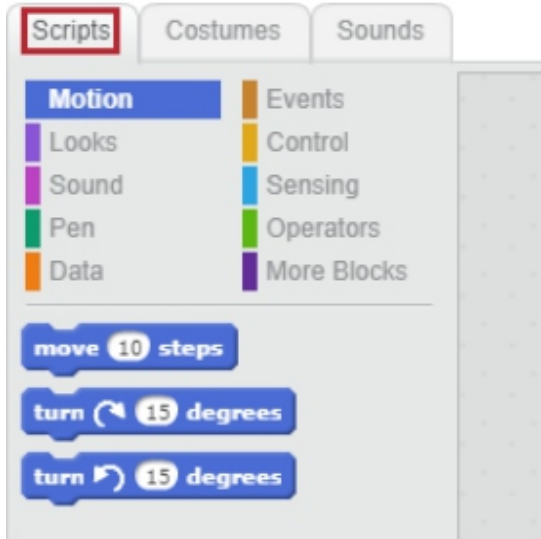 Scripts Costumes Sounds
Motion Events
Looks Control
Sound Sensing
Pen Operators
Data More Blocks
move 10 steps
turn 15 degrees
turn 15 degrees